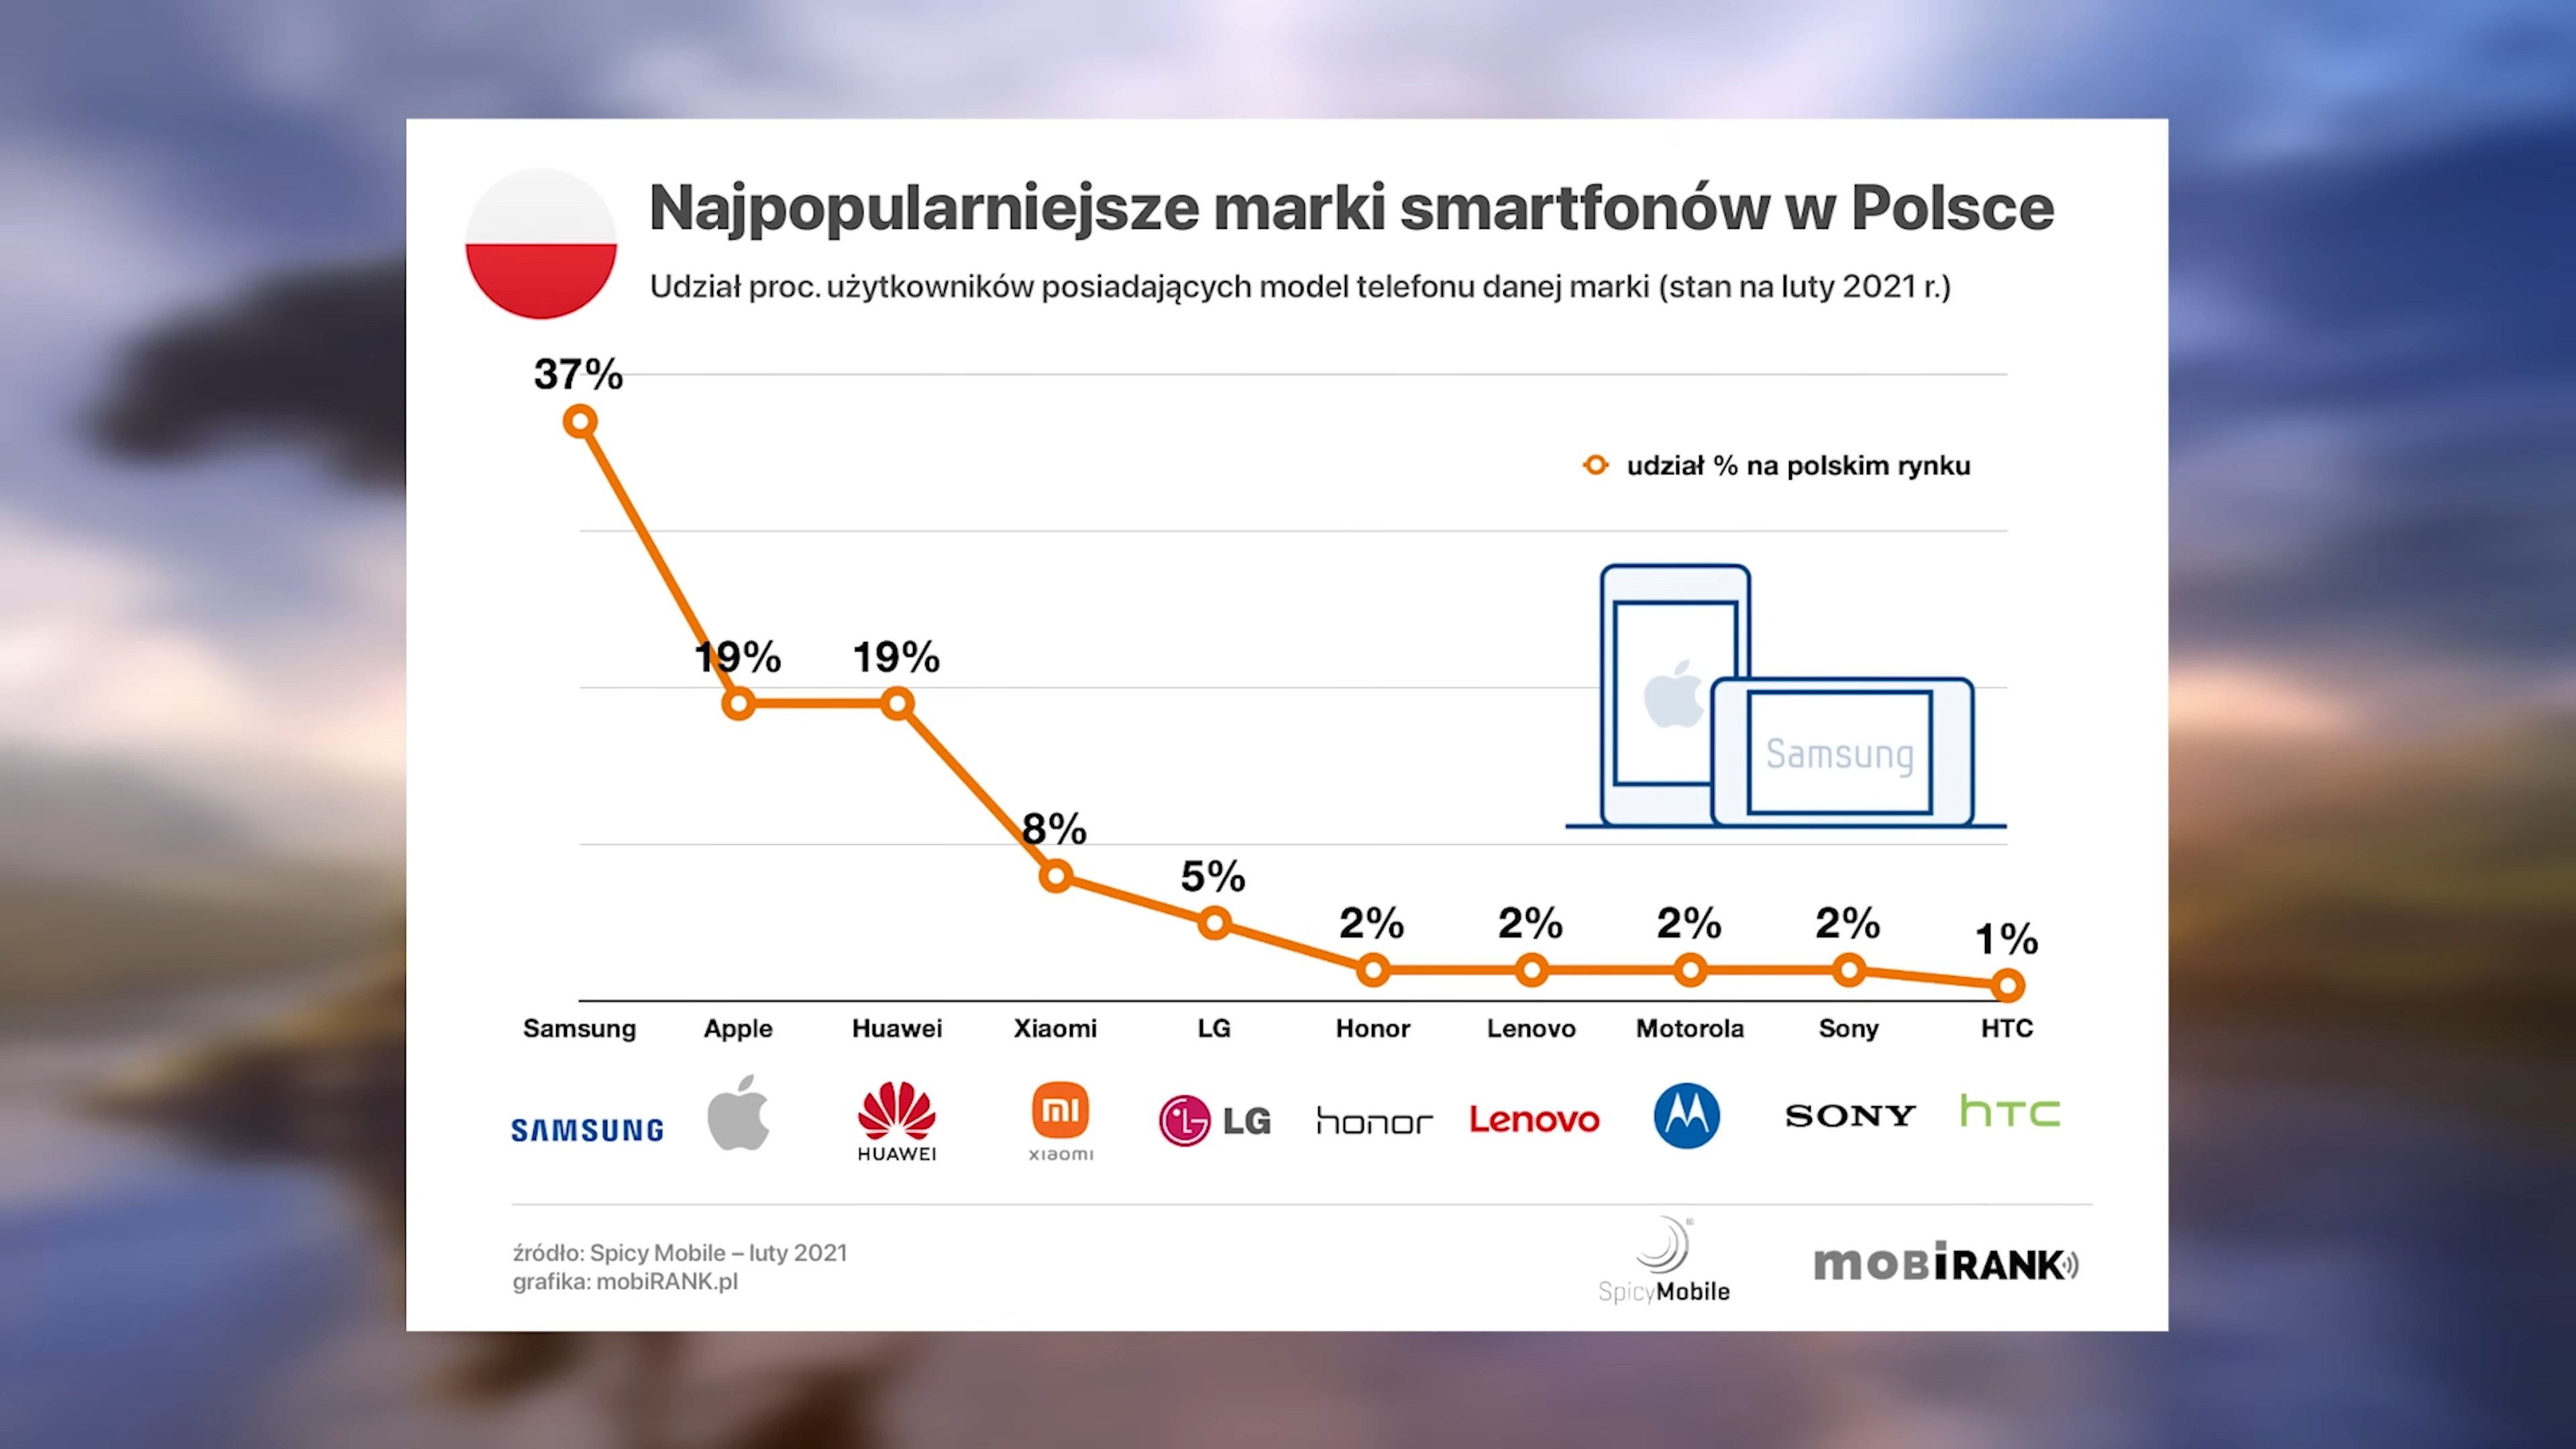 Najpopularniejsze marki smartfonów w Polsce
Udział proc. użytkowników posiadających model telefonu danej marki (stan na luty 2021 r.)
37%
udział % na polskim rynku
19% 19%
Samsung
8%
5%
2% 2% 2% 2% 1%
Samsung Apple Huawei Xiaomi LG Honor Lenovo Motorola Sony HTC
SAMSUNG HUAWEI mi xiaomi LG LG honor Lenovo SONY hTC
źródło: Spicy Mobile – luty 2021
grafika: mobiRANK.pl
SpicyMobile
moBiRANK